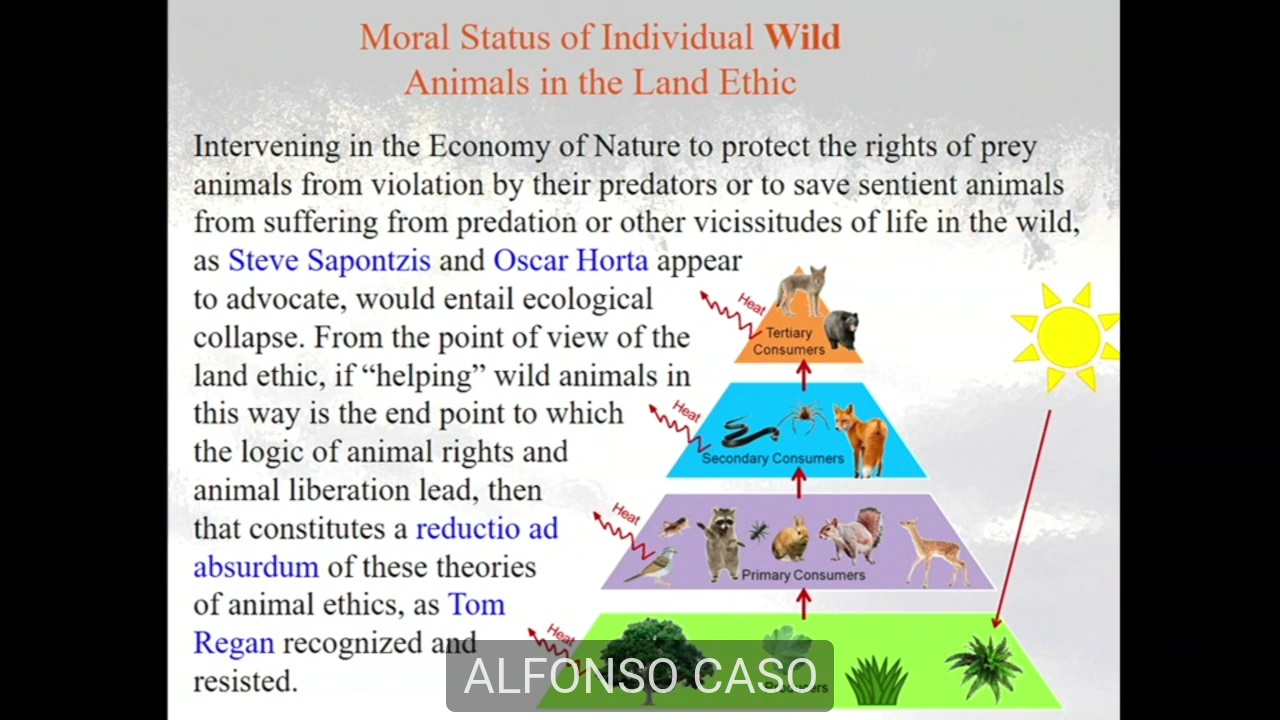 Moral Status of Individual Wild
Animals in the Land Ethic
Intervening in the Economy of Nature to protect the rights of prey
animals from violation by their predators or to save sentient animals
from suffering from predation or other vicissitudes of life in the wild,
as Steve Sapontzis and Oscar Horta appear
to advocate, would entail ecological
collapse. From the point of view of the
land ethic, if “helping” wild animals in
this way is the end point to which
the logic of animal rights and
animal liberation lead, then
that constitutes a reductio ad
absurdum of these theories
of animal ethics, as Tom
Regan recognized and
resisted.
Heat
Tertiary
Consumers
Heat
Secondary Consumers
Heat
Primary Consumers
Heat
Producers
ALFONSO CASO